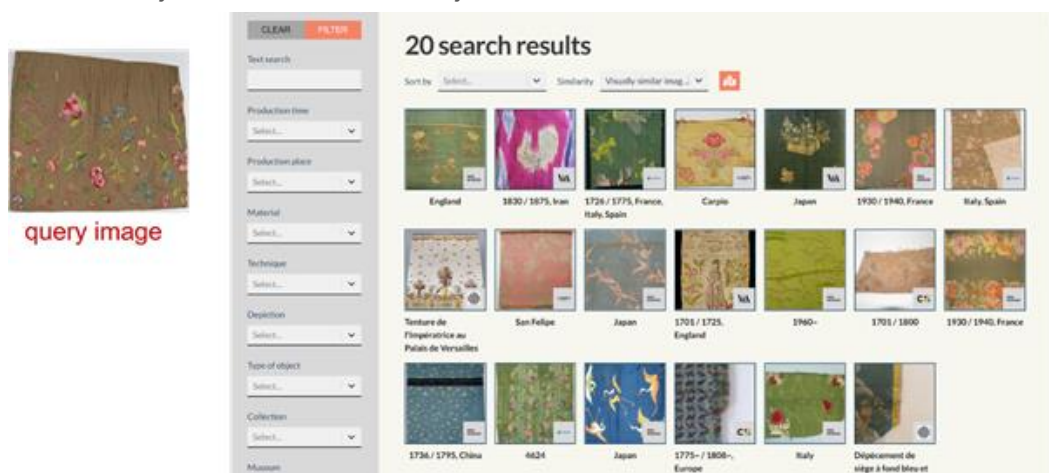 query image
CLEAR FILTER
Text search
Production time
Select...
Production place
Select...
Material
Select...
Technique
Select...
Depiction
Select...
Type of object
Select...
Collection
Select...
Museum
20 search results
Sort by Select... Similarity Visually similar imag...
England
1830 / 1875, Iran
1726 / 1775, France,
Italy, Spain
Carpio
Japan
1930 / 1940, France
Italy, Spain
Tenture de
l'Impératrice au
Palais de Versailles
San Felipe
Japan
1701 / 1725,
England
1960–
1701 / 1800
1930 / 1940, France
1736 / 1795, China
4624
Japan
1775– / 1808–,
Europe
Italy
Dépècement de
siège à fond bleu et